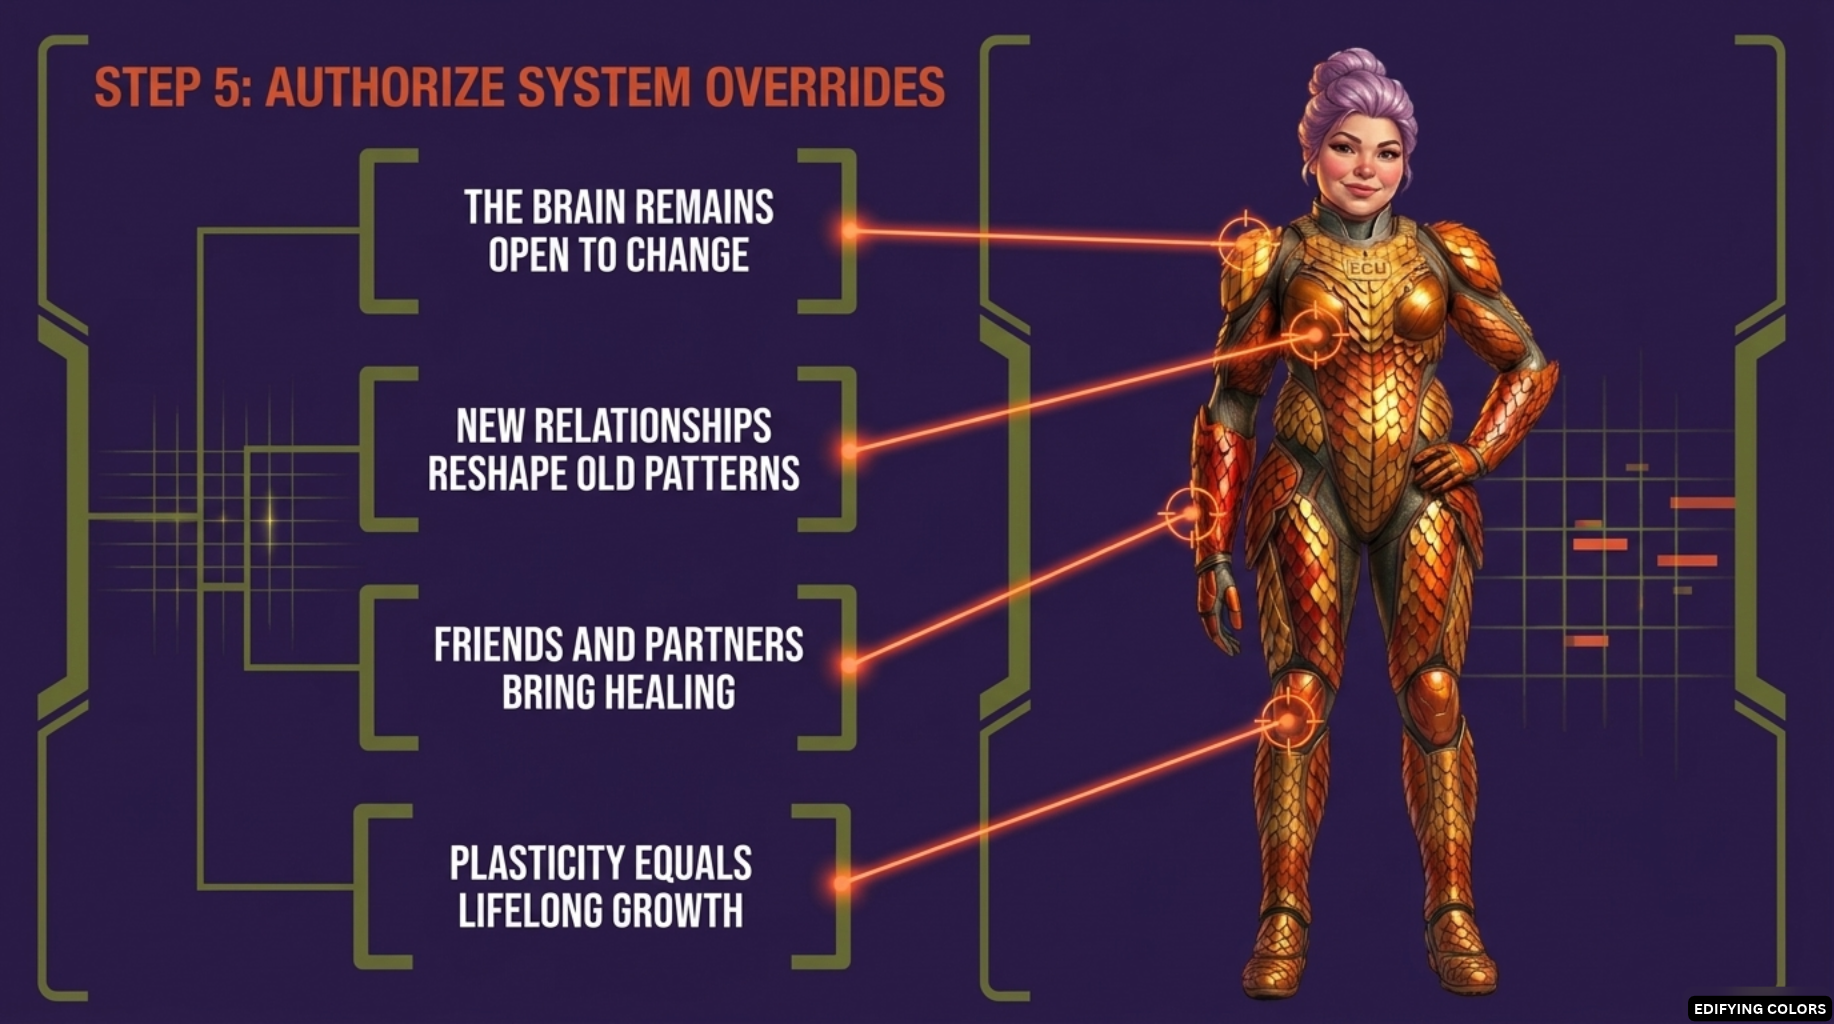 STEP 5: AUTHORIZE SYSTEM OVERRIDES
THE BRAIN REMAINS
OPEN TO CHANGE
NEW RELATIONSHIPS
RESHAPE OLD PATTERNS
FRIENDS AND PARTNERS
BRING HEALING
PLASTICITY EQUALS
LIFELONG GROWTH
ECU
EDIFYING COLORS